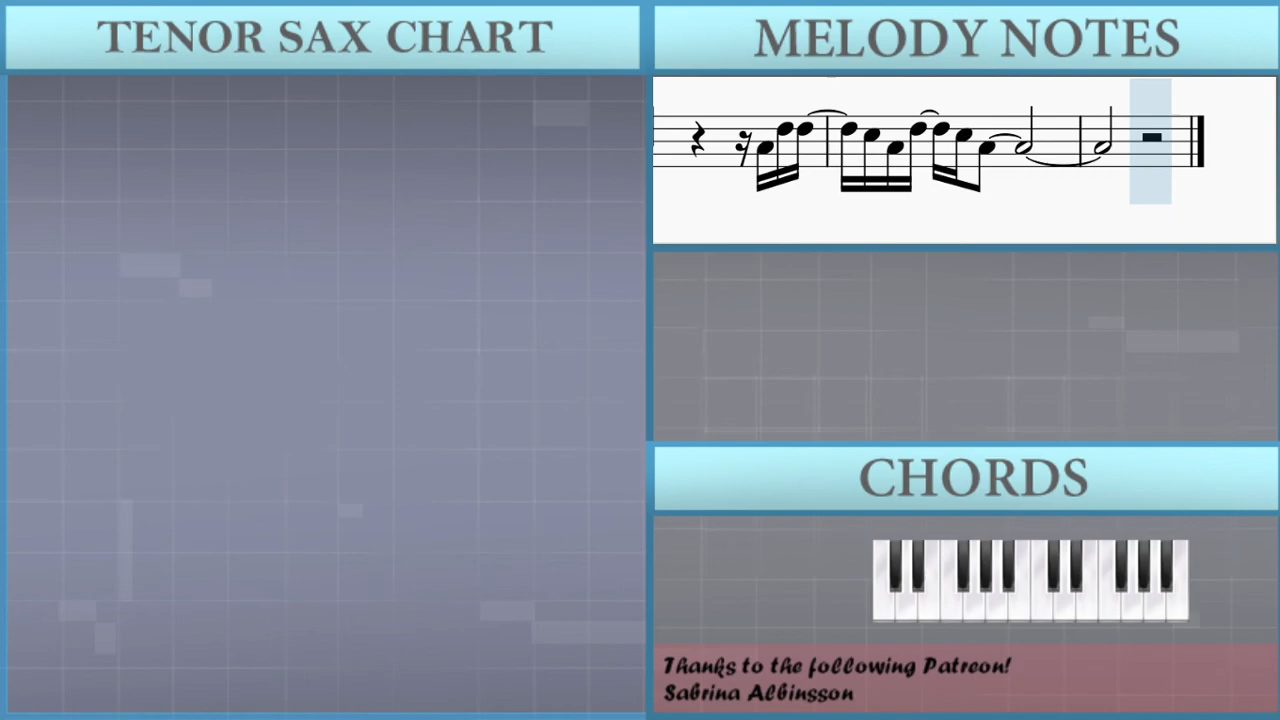 TENOR SAX CHART
MELODY NOTES
CHORDS
Thanks to the following Patreon!
Sabrina Albinsson